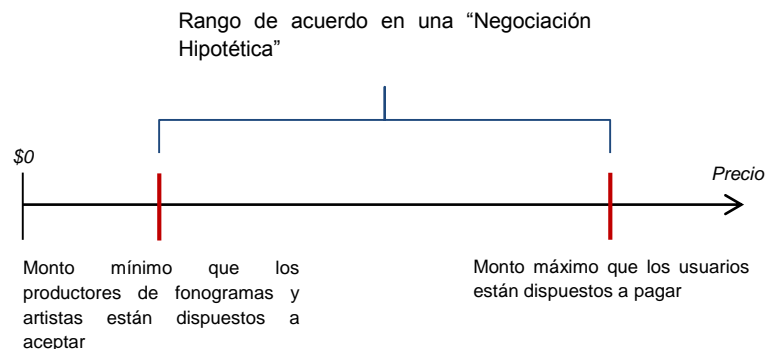 Rango de acuerdo en una “Negociación
Hipotética”
$0
Precio
Monto mínimo que los
productores de fonogramas y
artistas están dispuestos a
aceptar
Monto máximo que los usuarios
están dispuestos a pagar